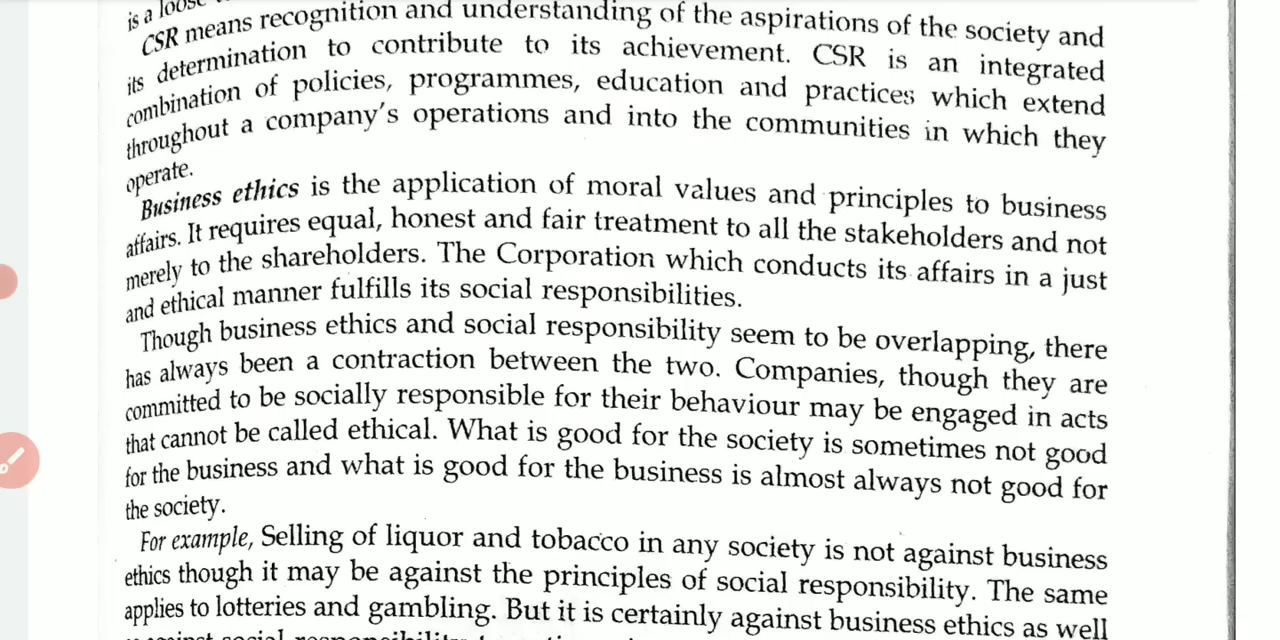 is a loose
CSR means recognition and understanding of the aspirations of the society and
its determination to contribute to its achievement. CSR is an integrated
combination of policies, programmes, education and practices which extend
throughout a company's operations and into the communities in which they
operate.
Business ethics is the application of moral values and principles to business
affairs. It requires equal, honest and fair treatment to all the stakeholders and not
merely to the shareholders. The Corporation which conducts its affairs in a just
and ethical manner fulfills its social responsibilities.
Though business ethics and social responsibility seem to be overlapping, there
has always been a contraction between the two. Companies, though they are
committed to be socially responsible for their behaviour may be engaged in acts
that cannot be called ethical. What is good for the society is sometimes not good
for the business and what is good for the business is almost always not good for
the society.
For example, Selling of liquor and tobacco in any society is not against business
ethics though it may be against the principles of social responsibility. The same
applies to lotteries and gambling. But it is certainly against business ethics as well
against social responsibility